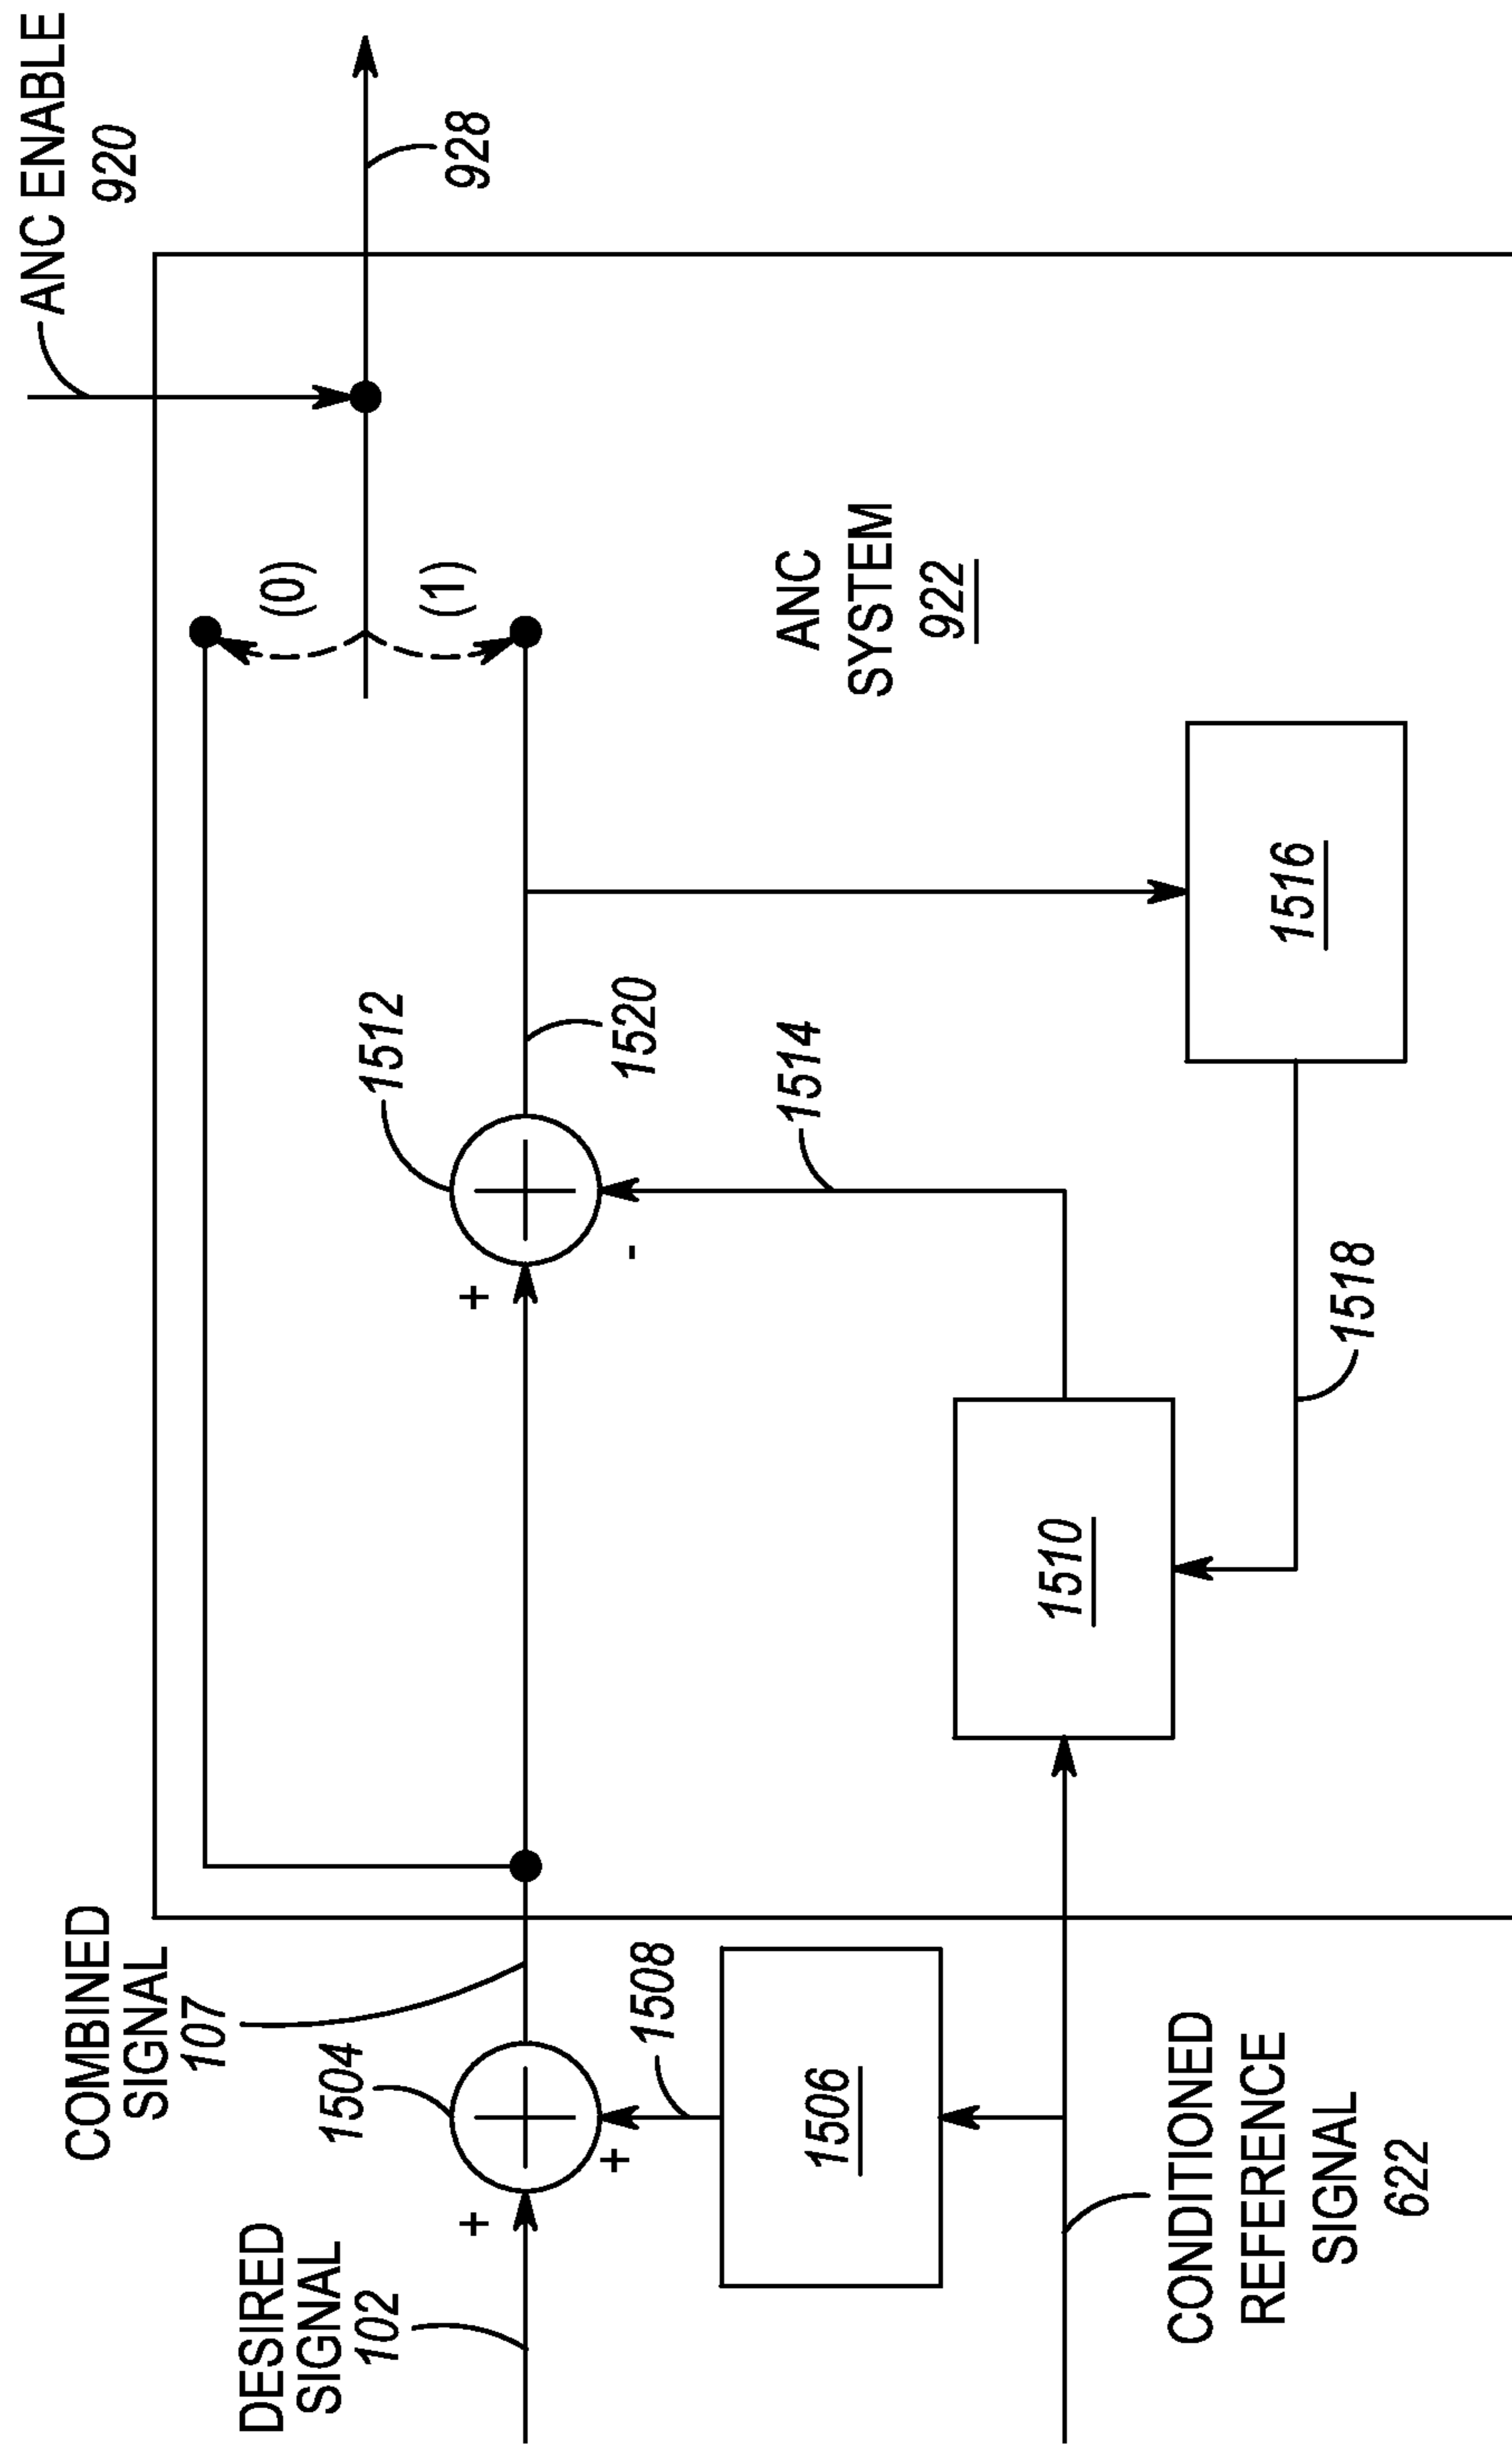 DESIRED
SIGNAL
102
COMBINED
SIGNAL
107
1504
+
+
1508
1506
CONDITIONED
REFERENCE
SIGNAL
622
1510
1518
+
-
1512
1514
1520
1516
(0)
(1)
ANC
SYSTEM
922
ANC ENABLE
920
928